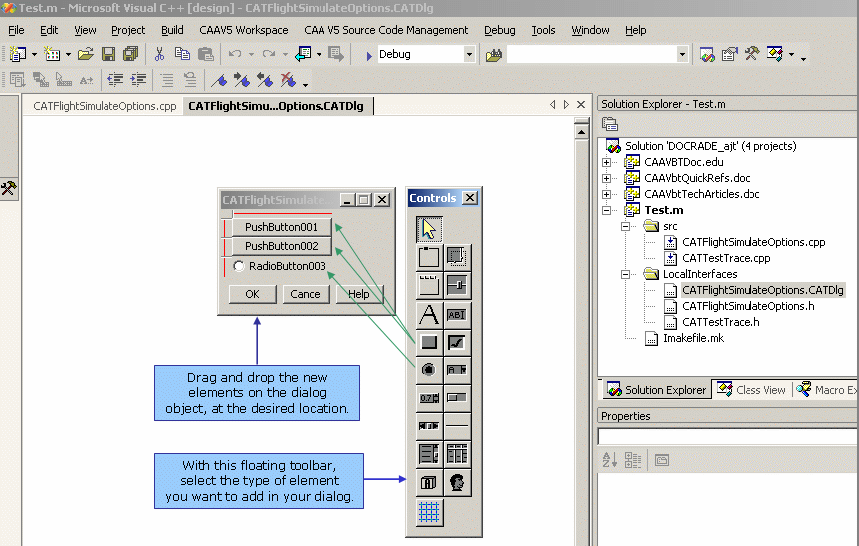 Test.m - Microsoft Visual C++ [design] - CATFlightSimulateOptions.CATDlg
File Edit View Project Build CAAV5 Workspace CAA V5 Source Code Management Debug Tools Window Help
Debug
CATFlightSimulateOptions.cpp CATFlightSimu...Options.CATDlg
Solution Explorer - Test.m
Solution 'DOCRADE_ajt' (4 projects)
CAAVBTDoc.edu
CAAVbtQuickRefs.doc
CAAVbtTechArticles.doc
Test.m
src
CATFlightSimulateOptions.cpp
CATTestTrace.cpp
LocalInterfaces
CATFlightSimulateOptions.CATDlg
CATFlightSimulateOptions.h
CATTestTrace.h
Imakefile.mk
Solution Explorer Class View Macro Ex
Properties
CATFlightSimulate
PushButton001
PushButton002
RadioButton003
OK Cance Help
Controls
A ABI
0.7
Drag and drop the new
elements on the dialog
object, at the desired location.
With this floating toolbar,
select the type of element
you want to add in your dialog.